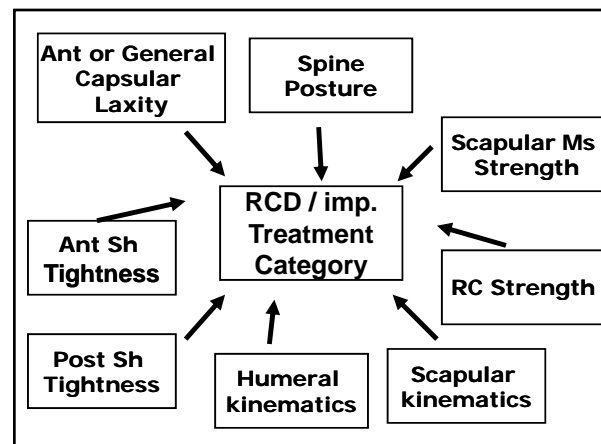 Ant or General
Capsular
Laxity
Spine
Posture
Scapular Ms
Strength
RCD / imp.
Treatment
Category
Ant Sh
Tightness
RC Strength
Post Sh
Tightness
Humeral
kinematics
Scapular
kinematics